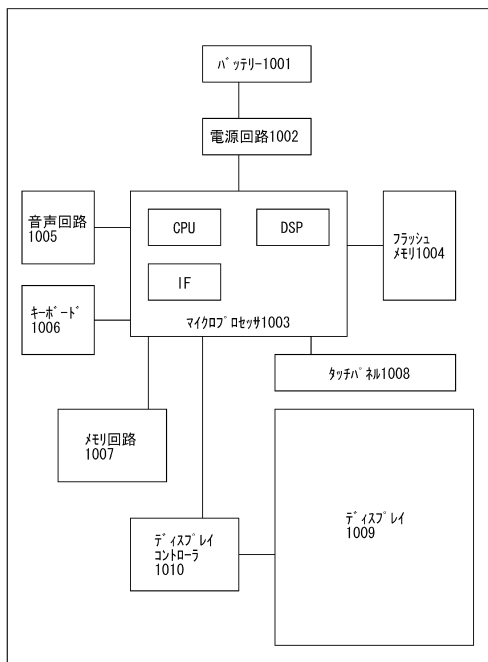 ﾊﾞｯﾃﾘｰ1001
電源回路1002
音声回路
1005
CPU
DSP
ﾌﾗｯｼｭ
ﾒﾓﾘ1004
IF
ｷｰﾎﾞｰﾄﾞ
1006
ﾏｲｸﾛﾌﾟﾛｾｯｻ1003
ﾀｯﾁﾊﾟﾈﾙ1008
ﾒﾓﾘ回路
1007
ﾃﾞｨｽﾌﾟﾚｲ
1009
ﾃﾞｨｽﾌﾟﾚｲ
ｺﾝﾄﾛｰﾗ
1010